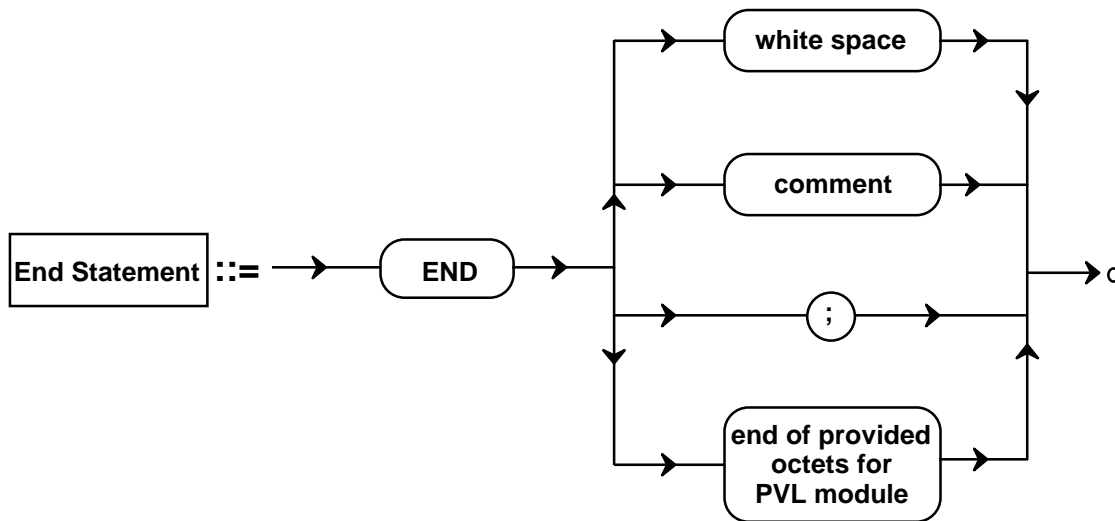 white space
comment
End Statement ::= END
;
end of provided
octets for
PVL module